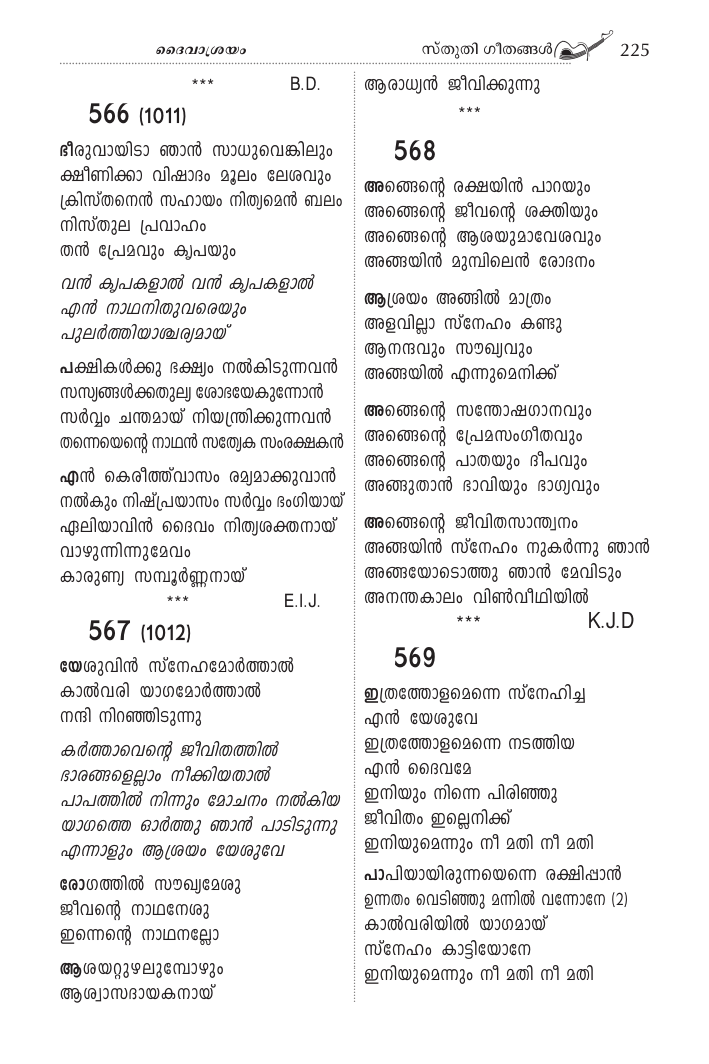 ദൈവാശ്രയം
സ്തുതി ഗീതങ്ങൾ 225
*** B.D.
566 (1011)
ഭീരുവായിടാ ഞാൻ സാധുവെങ്കിലും
ക്ഷീണിക്കാ വിഷാദം മൂലം ലേശവും
ക്രിസ്തനെൻ സഹായം നിത്യമെൻ ബലം
നിസ്തുല പ്രവാഹം
തൻ പ്രേമവും കൃപയും
വൻ കൃപകളാൽ വൻ കൃപകളാൽ
എൻ നാഥനിതുവരെയും
പുലർത്തിയാശ്ചര്യമായ്
പക്ഷികൾക്കു ഭക്ഷ്യം നൽകിടുന്നവൻ
സസ്യങ്ങൾക്കതുല്യ ശോഭയേകുന്നോൻ
സർവ്വം ചന്തമായ് നിയന്ത്രിക്കുന്നവൻ
തന്നെയെന്റെ നാഥൻ സത്യേക സംരക്ഷകൻ
എൻ കെരീത്ത്‌വാസം രമ്യമാക്കുവാൻ
നൽകും നിഷ്പ്രയാസം സർവ്വം ഭംഗിയായ്
ഏലിയാവിൻ ദൈവം നിത്യശക്തനായ്
വാഴുന്നിന്നുമേവം
കാരുണ്യ സമ്പൂർണ്ണനായ്
*** E.I.J.
567 (1012)
യേശുവിൻ സ്നേഹമോർത്താൽ
കാൽവരി യാഗമോർത്താൽ
നന്ദി നിറഞ്ഞിടുന്നു
കർത്താവെന്റെ ജീവിതത്തിൽ
ഭാരങ്ങളെല്ലാം നീക്കിയതാൽ
പാപത്തിൽ നിന്നും മോചനം നൽകിയ
യാഗത്തെ ഓർത്തു ഞാൻ പാടിടുന്നു
എന്നാളും ആശ്രയം യേശുവേ
രോഗത്തിൽ സൗഖ്യമേശു
ജീവന്റെ നാഥനേശു
ഇന്നെന്റെ നാഥനല്ലോ
ആശയറ്റുഴലുമ്പോഴും
ആശ്വാസദായകനായ്
ആരാധ്യൻ ജീവിക്കുന്നു
***
568
അങ്ങെന്റെ രക്ഷയിൻ പാറയും
അങ്ങെന്റെ ജീവന്റെ ശക്തിയും
അങ്ങെന്റെ ആശയുമാവേശവും
അങ്ങയിൻ മുമ്പിലെൻ രോദനം
ആശ്രയം അങ്ങിൽ മാത്രം
അളവില്ലാ സ്നേഹം കണ്ടു
ആനന്ദവും സൗഖ്യവും
അങ്ങയിൽ എന്നുമെനിക്ക്
അങ്ങെന്റെ സന്തോഷഗാനവും
അങ്ങെന്റെ പ്രേമസംഗീതവും
അങ്ങെന്റെ പാതയും ദീപവും
അങ്ങുതാൻ ഭാവിയും ഭാഗ്യവും
അങ്ങെന്റെ ജീവിതസാന്ത്വനം
അങ്ങയിൻ സ്നേഹം നുകർന്നു ഞാൻ
അങ്ങയോടൊത്തു ഞാൻ മേവിടും
അനന്തകാലം വിൺവീഥിയിൽ
*** K.J.D
569
ഇത്രത്തോളമെന്നെ സ്നേഹിച്ച
എൻ യേശുവേ
ഇത്രത്തോളമെന്നെ നടത്തിയ
എൻ ദൈവമേ
ഇനിയും നിന്നെ പിരിഞ്ഞു
ജീവിതം ഇല്ലെനിക്ക്
ഇനിയുമെന്നും നീ മതി നീ മതി
പാപിയായിരുന്നയെന്നെ രക്ഷിപ്പാൻ
ഉന്നതം വെടിഞ്ഞു മന്നിൽ വന്നോനേ (2)
കാൽവരിയിൽ യാഗമായ്
സ്നേഹം കാട്ടിയോനേ
ഇനിയുമെന്നും നീ മതി നീ മതി